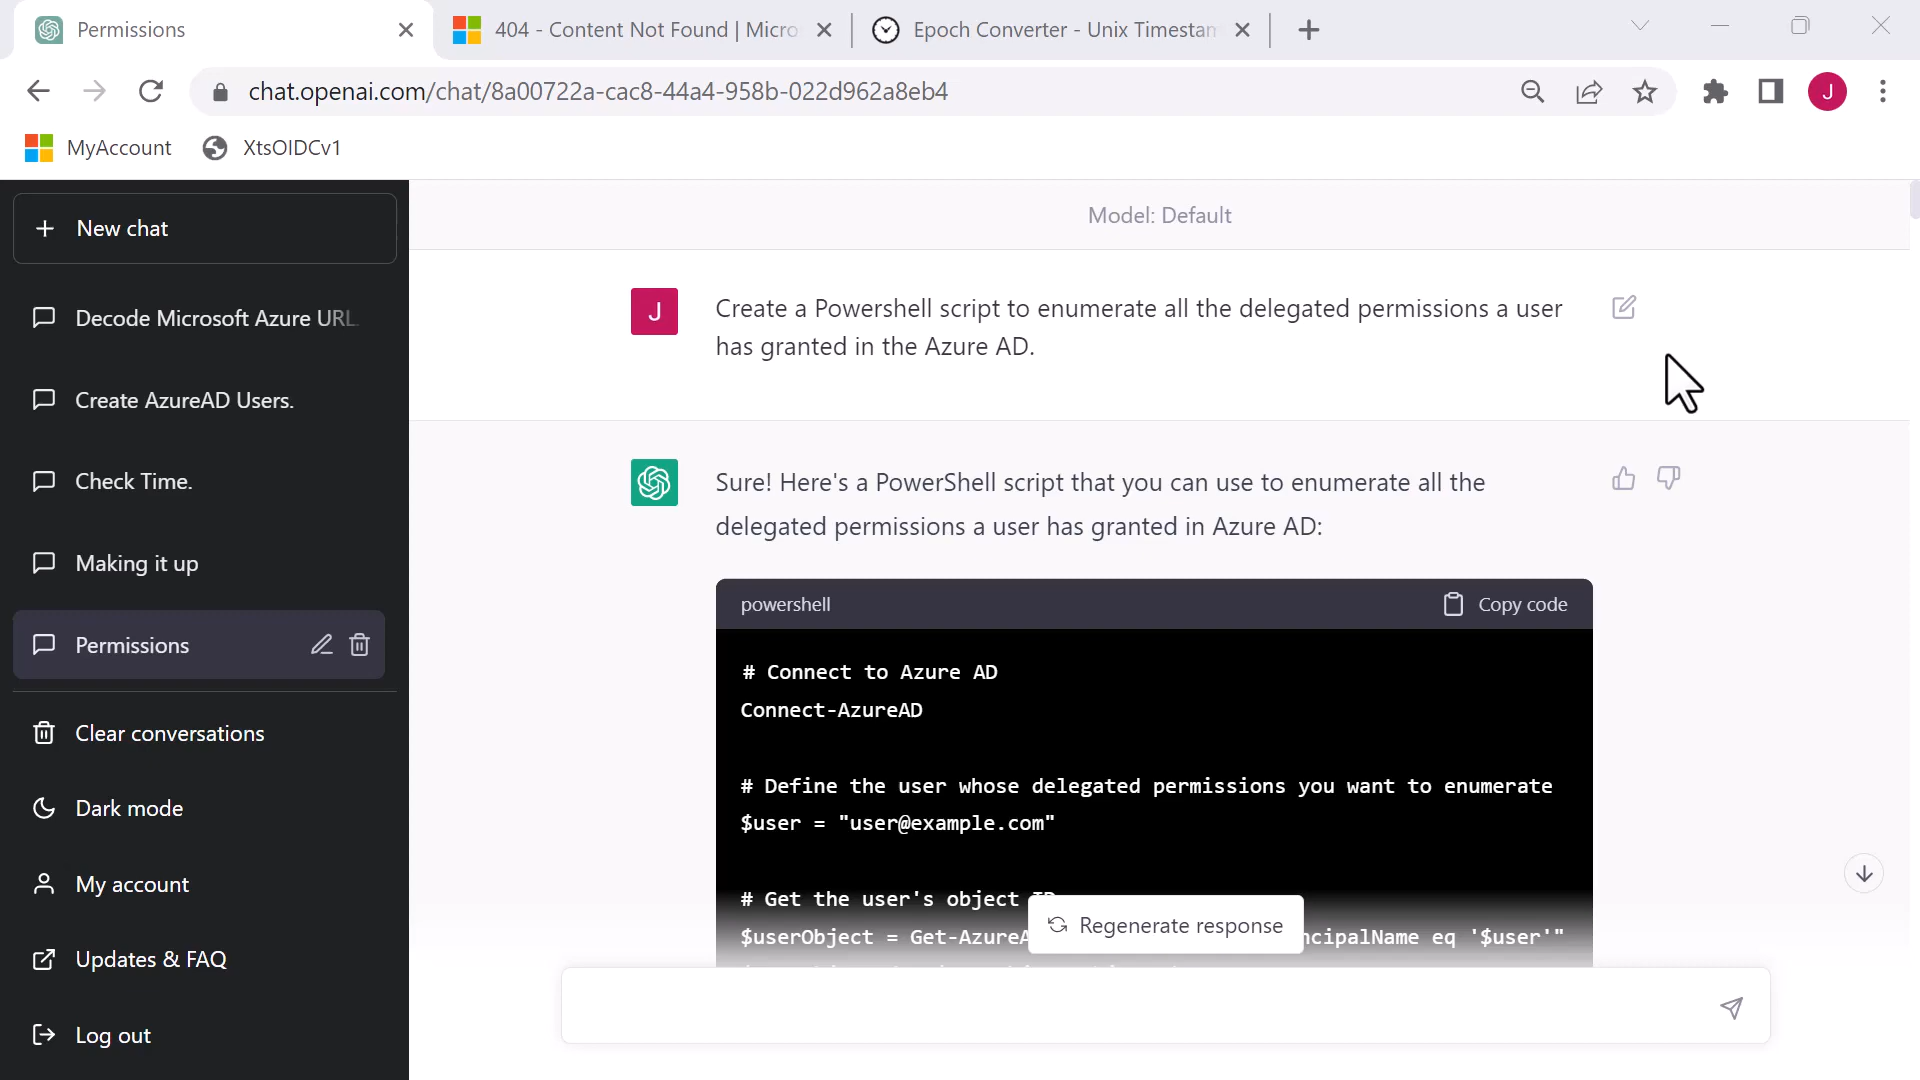 Permissions
404 - Content Not Found | Micro
Epoch Converter - Unix Timestam
chat.openai.com/chat/8a00722a-cac8-44a4-958b-022d962a8eb4
J
MyAccount
XtsOIDCv1
New chat
Decode Microsoft Azure URL
Create AzureAD Users.
Check Time.
Making it up
Permissions
Clear conversations
Dark mode
My account
Updates & FAQ
Log out
Model: Default
J
Create a Powershell script to enumerate all the delegated permissions a user
has granted in the Azure AD.
Sure! Here's a PowerShell script that you can use to enumerate all the
delegated permissions a user has granted in Azure AD:
powershell
Copy code
# Connect to Azure AD
Connect-AzureAD
# Define the user whose delegated permissions you want to enumerate
$user = "user@example.com"
# Get the user's object ID
$userObject = Get-AzureA
ncipalName eq '$user'"
Regenerate response